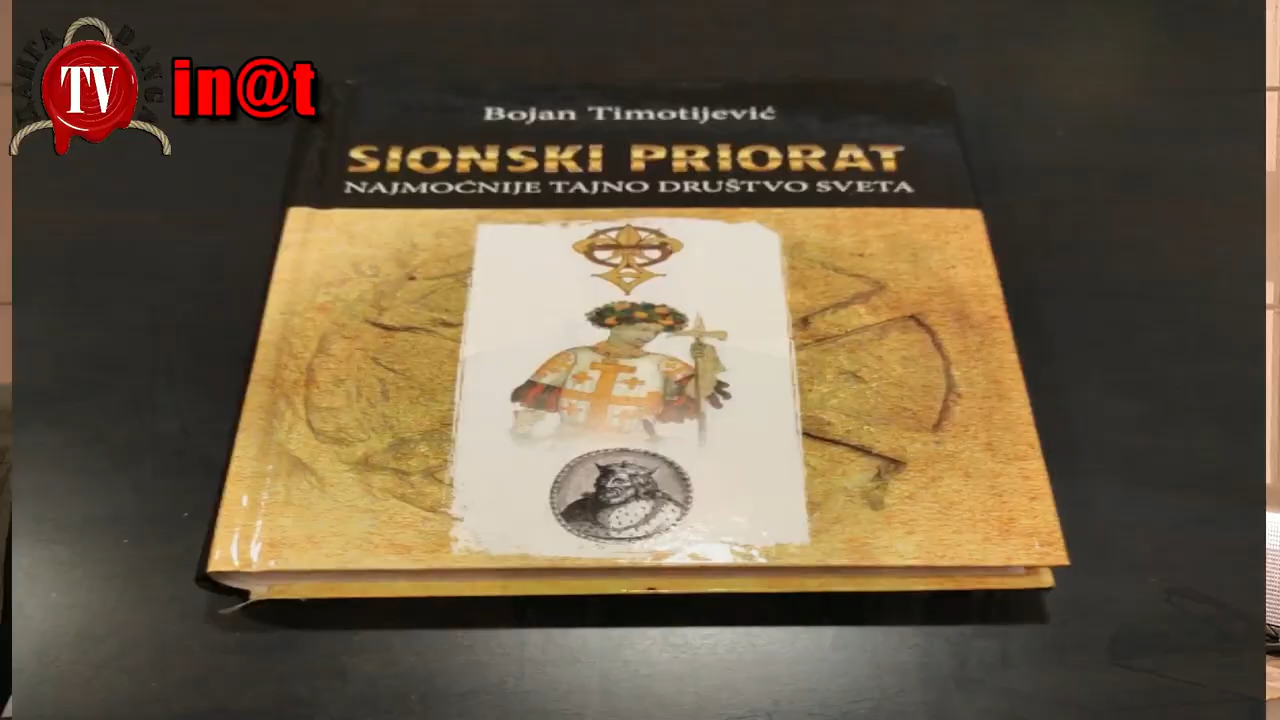 TV
in@t
Bojan Timotijević
SIONSKI PRIORAT
NAJMOĆNIJE TAJNO DRUŠTVO SVETA